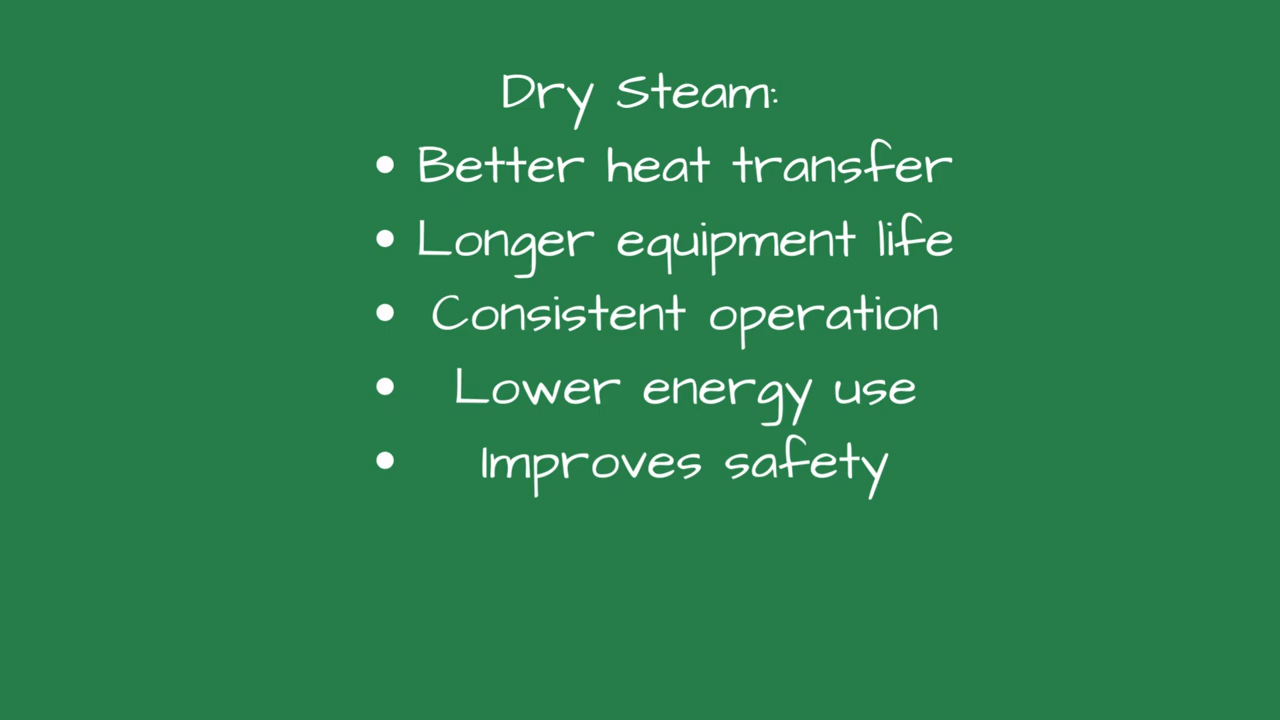 Dry Steam:
• Better heat transfer
• Longer equipment life
• Consistent operation
• Lower energy use
• Improves safety